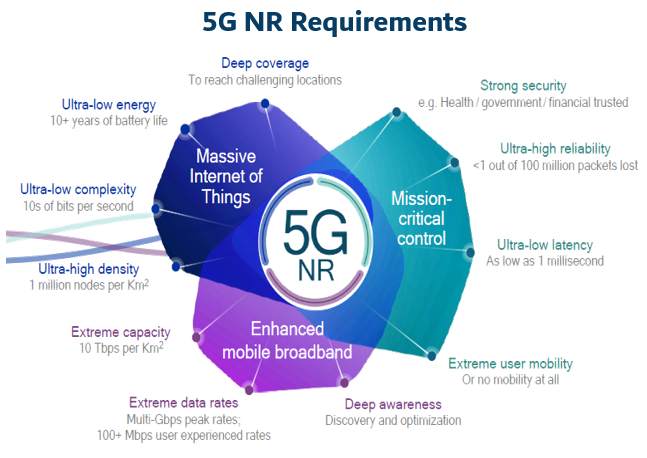 5G NR Requirements
Deep coverage
To reach challenging locations
Ultra-low energy
10+ years of battery life
Ultra-low complexity
10s of bits per second
Ultra-high density
1 million nodes per Km²
Massive
Internet of
Things
Strong security
e.g. Health / government / financial trusted
Ultra-high reliability
<1 out of 100 million packets lost
Ultra-low latency
As low as 1 millisecond
Extreme user mobility
Or no mobility at all
Mission-
critical
control
5G
NR
Enhanced
mobile broadband
Extreme capacity
10 Tbps per Km²
Extreme data rates
Multi-Gbps peak rates;
100+ Mbps user experienced rates
Deep awareness
Discovery and optimization